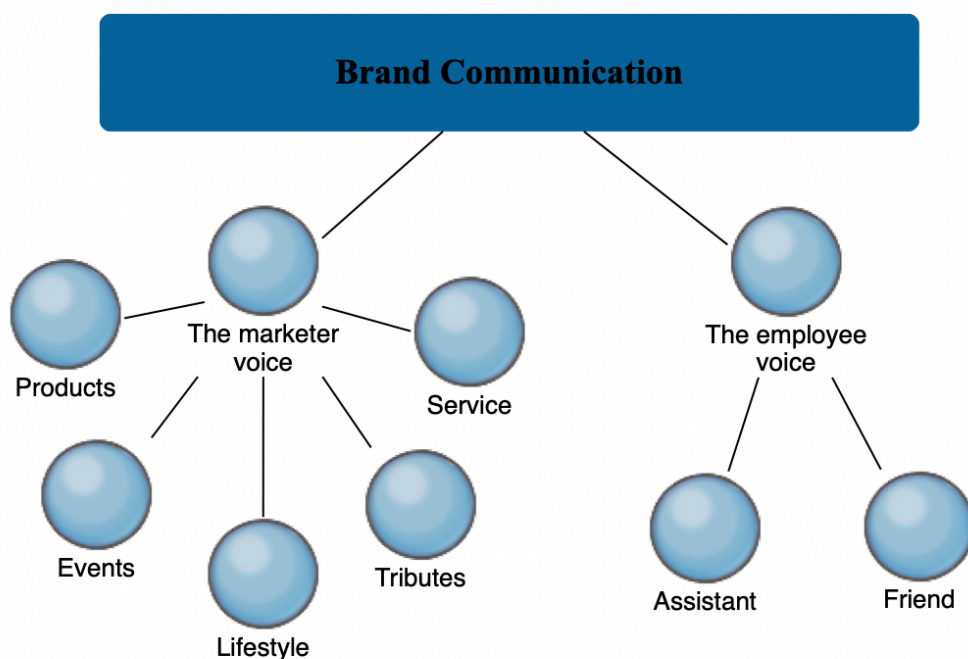 Brand Communication
The marketer
voice
The employee
voice
Products
Service
Events
Tributes
Lifestyle
Assistant
Friend